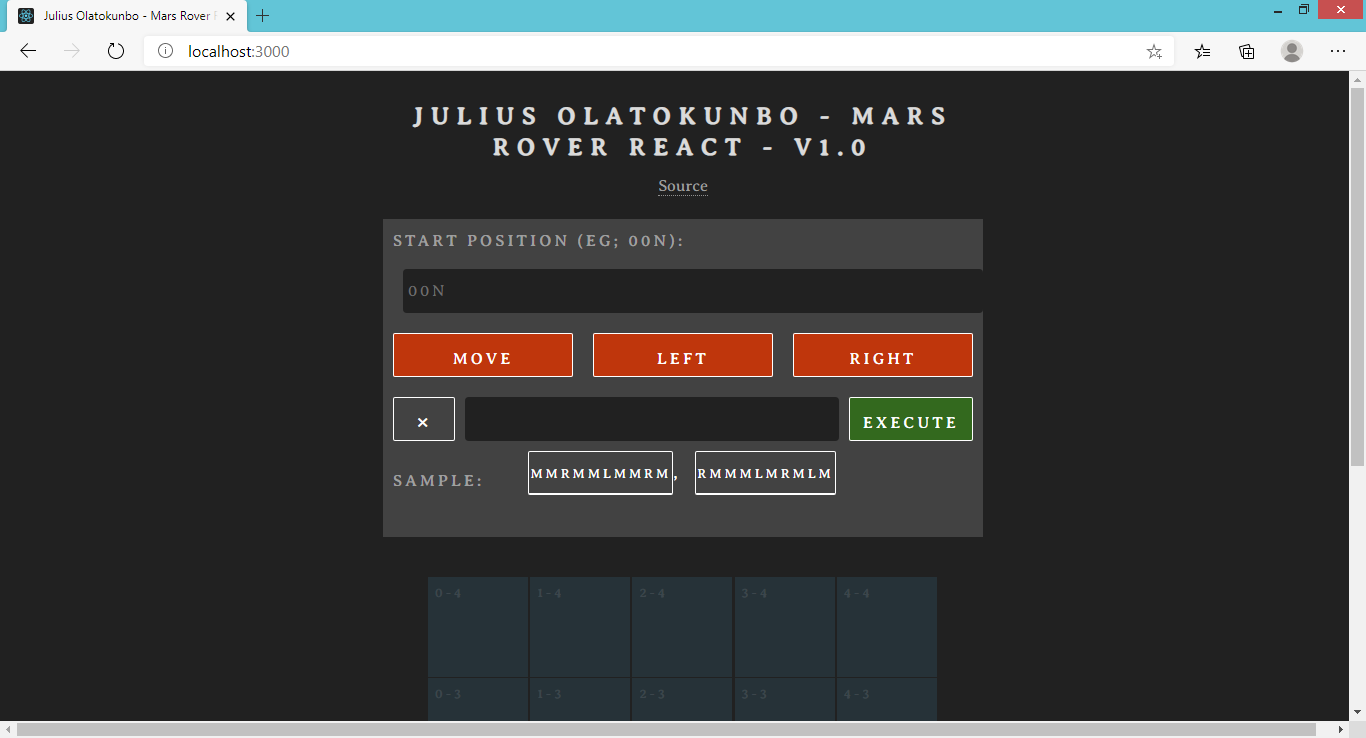 Julius Olatokunbo - Mars Rover
localhost:3000
JULIUS OLATOKUNBO - MARS
ROVER REACT - V1.0
Source
START POSITION (EG; 00N):
00N
MOVE LEFT RIGHT
× EXECUTE
SAMPLE: MMRMMLMMRM, RMMMLMRMLM
0-4 1-4 2-4 3-4 4-4
0-3 1-3 2-3 3-3 4-3